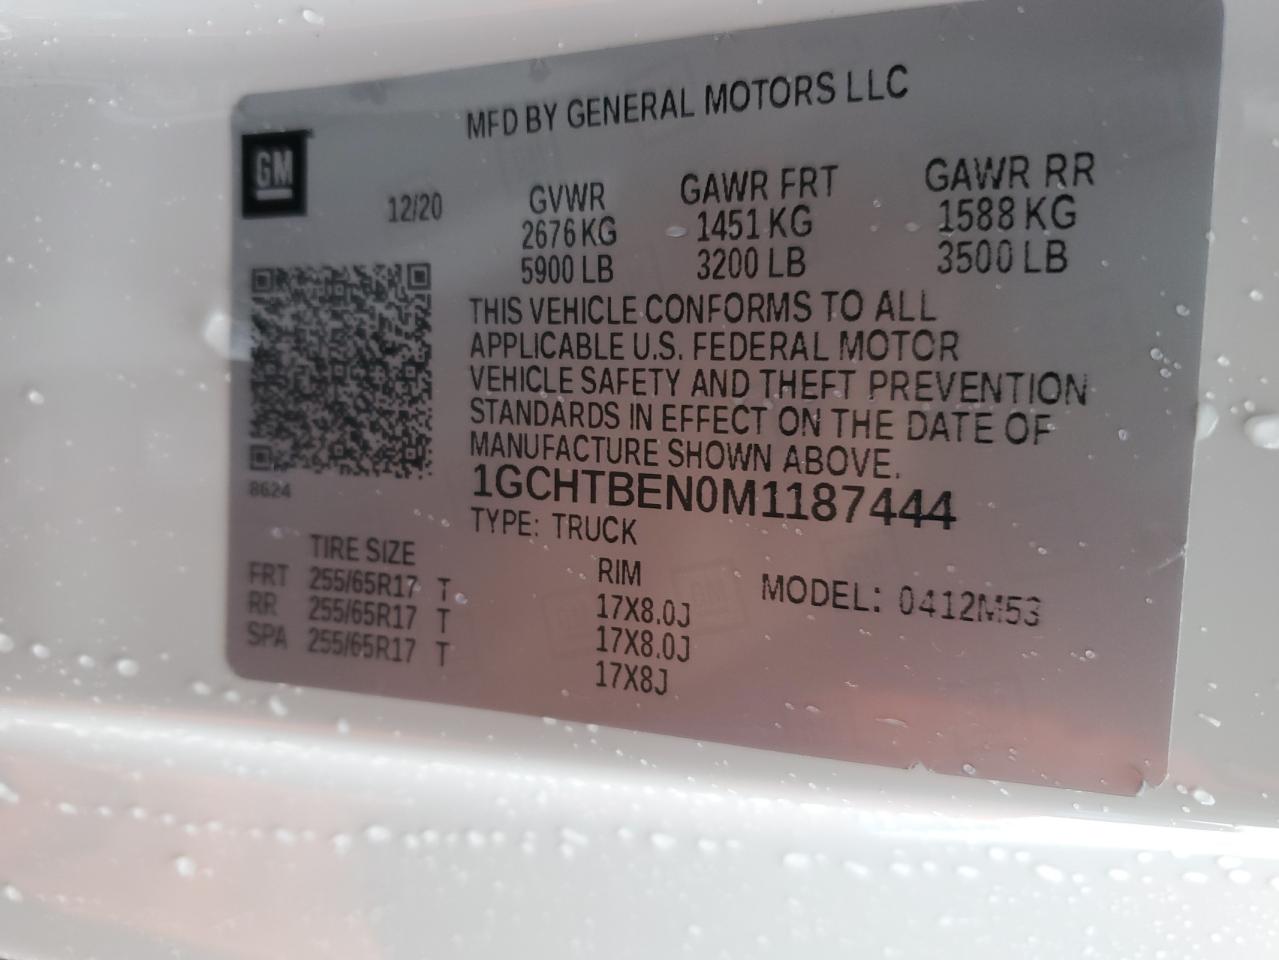 MFD BY GENERAL MOTORS LLC
GM
12/20
GVWR GAWR FRT GAWR RR
2676 KG 1451 KG 1588 KG
5900 LB 3200 LB 3500 LB
THIS VEHICLE CONFORMS TO ALL
APPLICABLE U.S. FEDERAL MOTOR
VEHICLE SAFETY AND THEFT PREVENTION
STANDARDS IN EFFECT ON THE DATE OF
MANUFACTURE SHOWN ABOVE.
8624
1GCHTBEN0M1187444
TYPE: TRUCK
TIRE SIZE RIM
FRT 255/65R17 T 17X8.0J
RR 255/65R17 T 17X8.0J
SPA 255/65R17 T 17X8J
MODEL: 0412M53